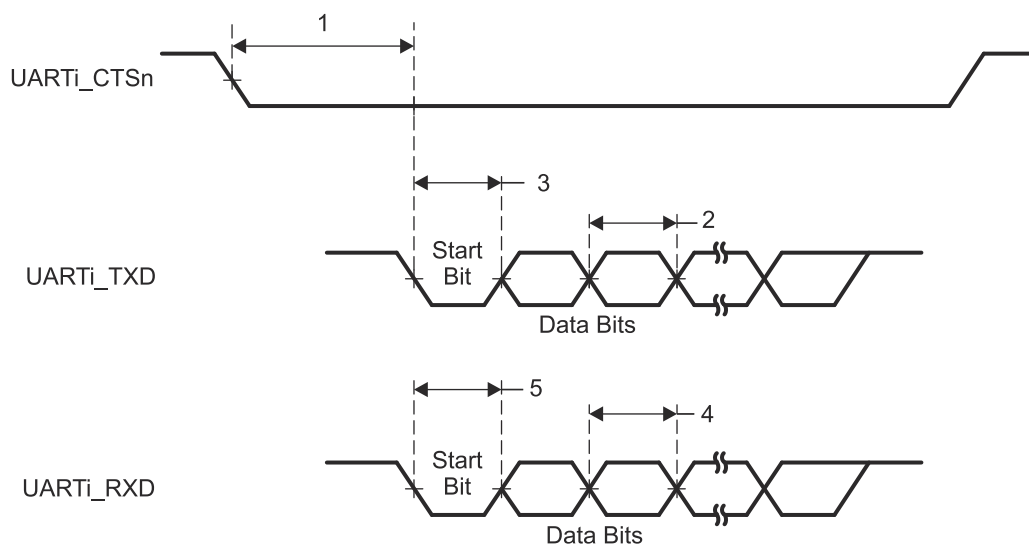 1
UARTi_CTSn
3
2
Start
Bit
UARTi_TXD
Data Bits
5
4
Start
Bit
UARTi_RXD
Data Bits